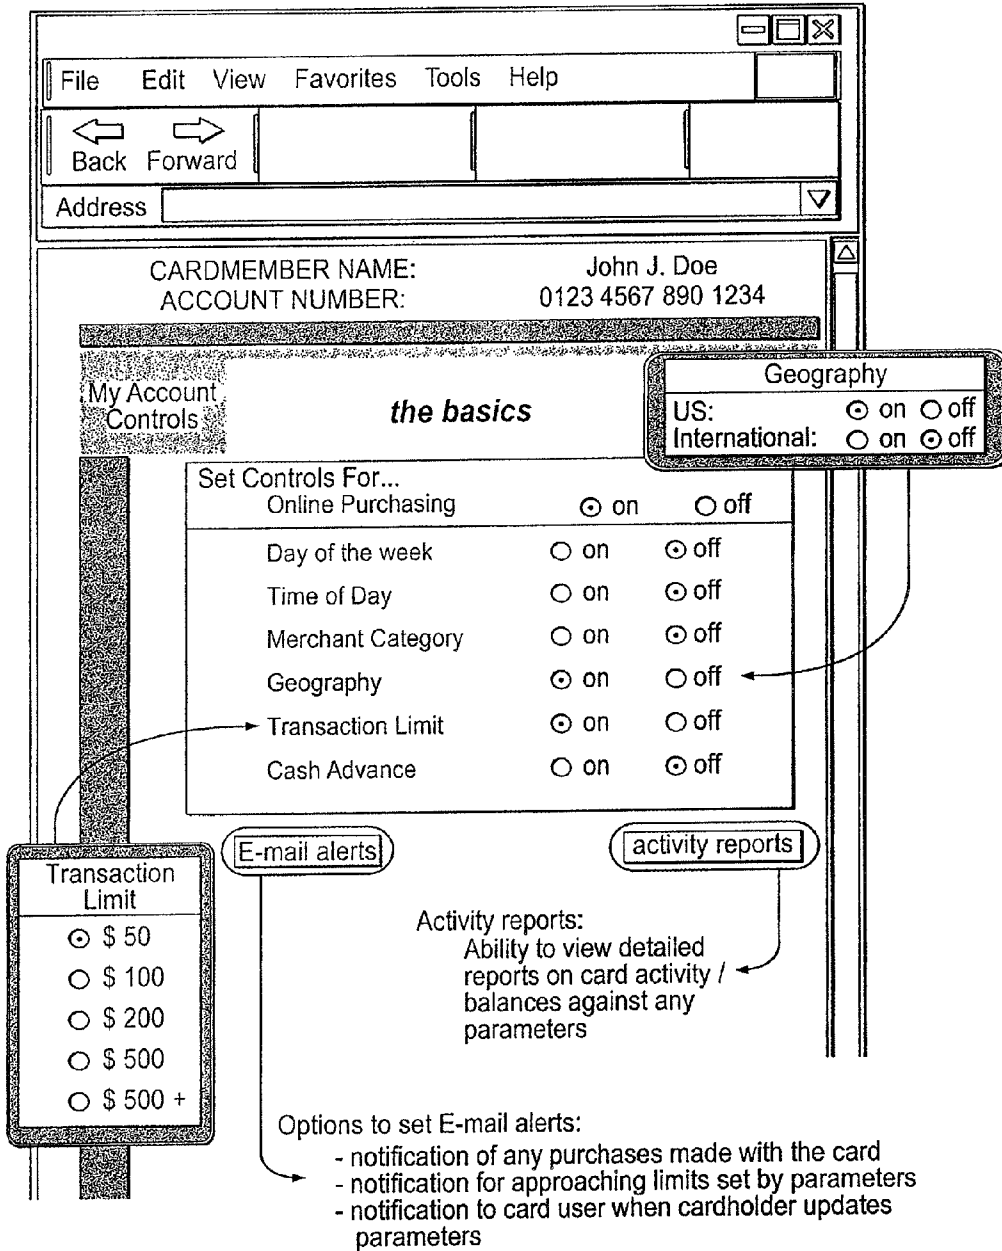 File Edit View Favorites Tools Help
Back Forward
Address
CARDMEMBER NAME: John J. Doe
ACCOUNT NUMBER: 0123 4567 890 1234
My Account
Controls
the basics
Geography
US: on off
International: on off
Set Controls For...
Online Purchasing on off
Day of the week on off
Time of Day on off
Merchant Category on off
Geography on off
Transaction Limit on off
Cash Advance on off
E-mail alerts
activity reports
Transaction
Limit
$ 50
$ 100
$ 200
$ 500
$ 500 +
Activity reports:
Ability to view detailed
reports on card activity /
balances against any
parameters
Options to set E-mail alerts:
- notification of any purchases made with the card
- notification for approaching limits set by parameters
- notification to card user when cardholder updates
parameters